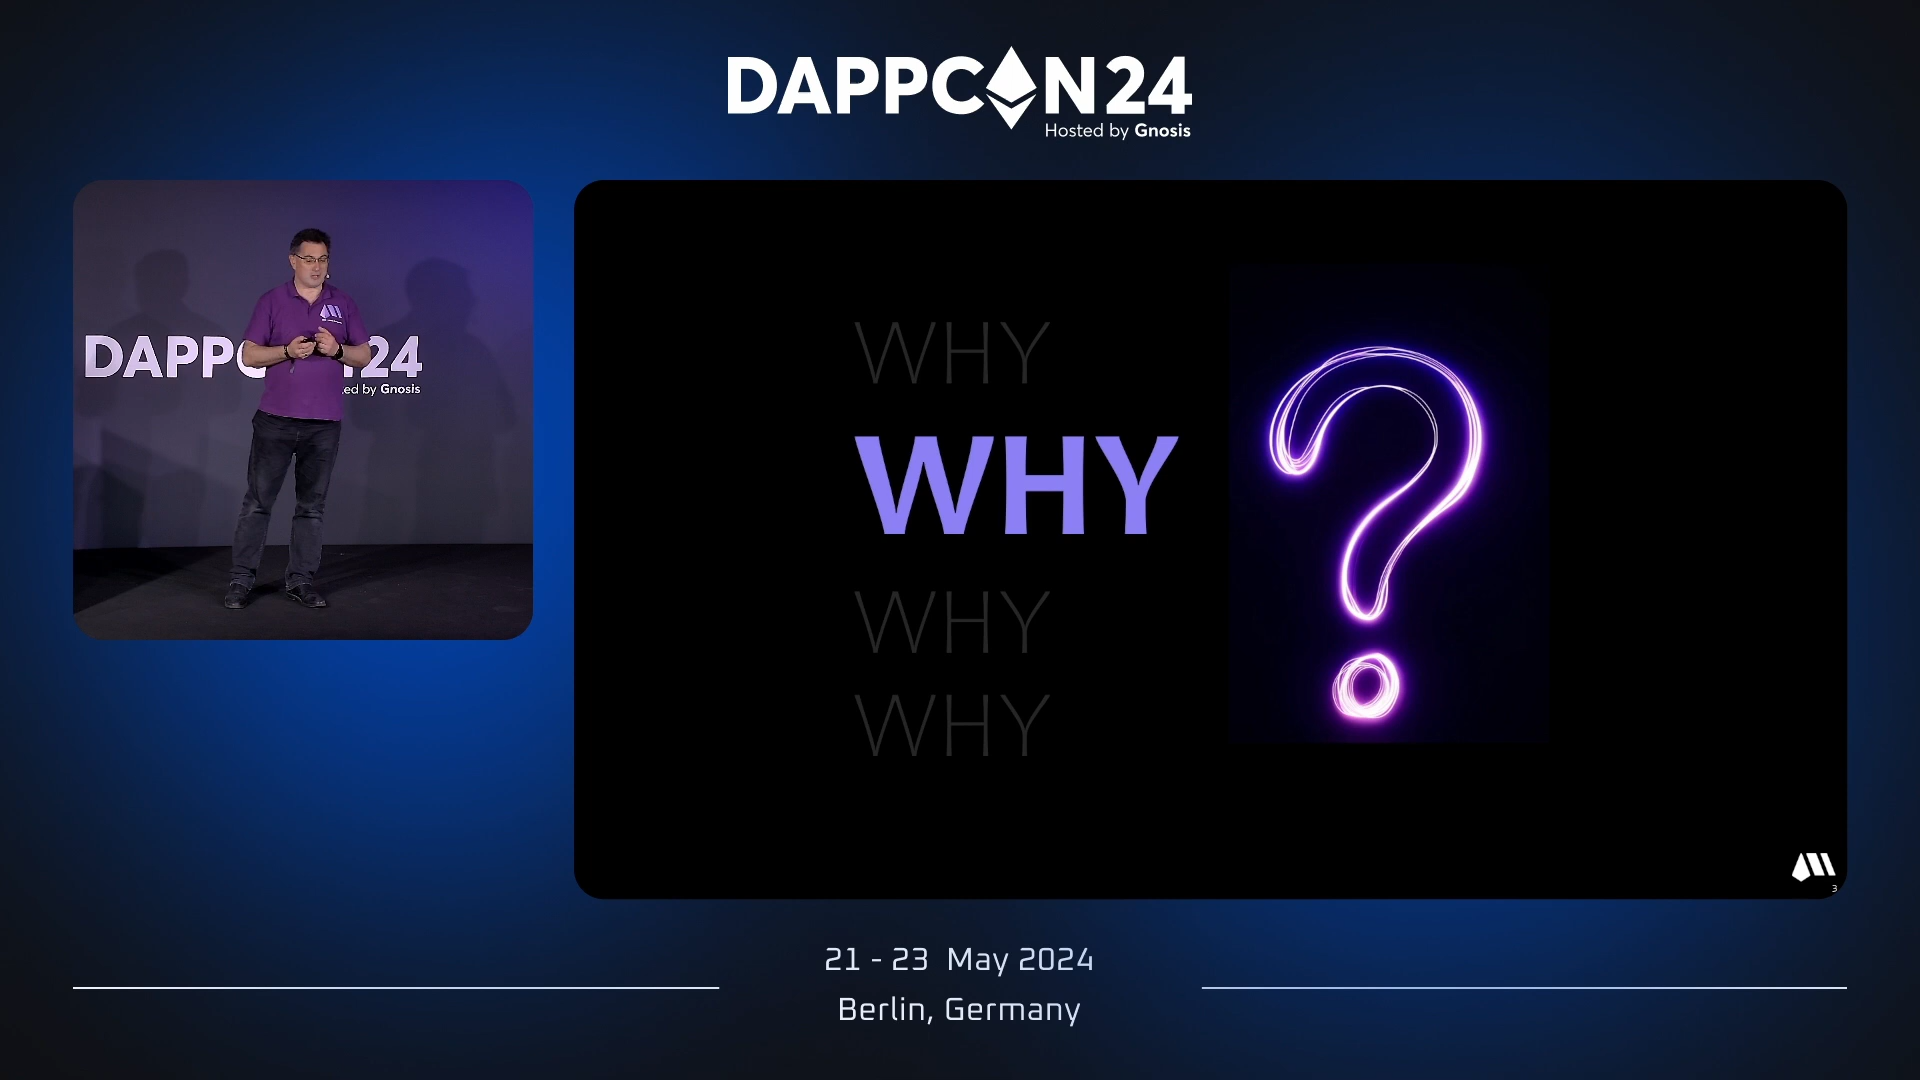 DAPPCON24
Hosted by Gnosis
DAPPC 24
ed by Gnosis
WHY
WHY
WHY
WHY
3
21 - 23 May 2024
Berlin, Germany